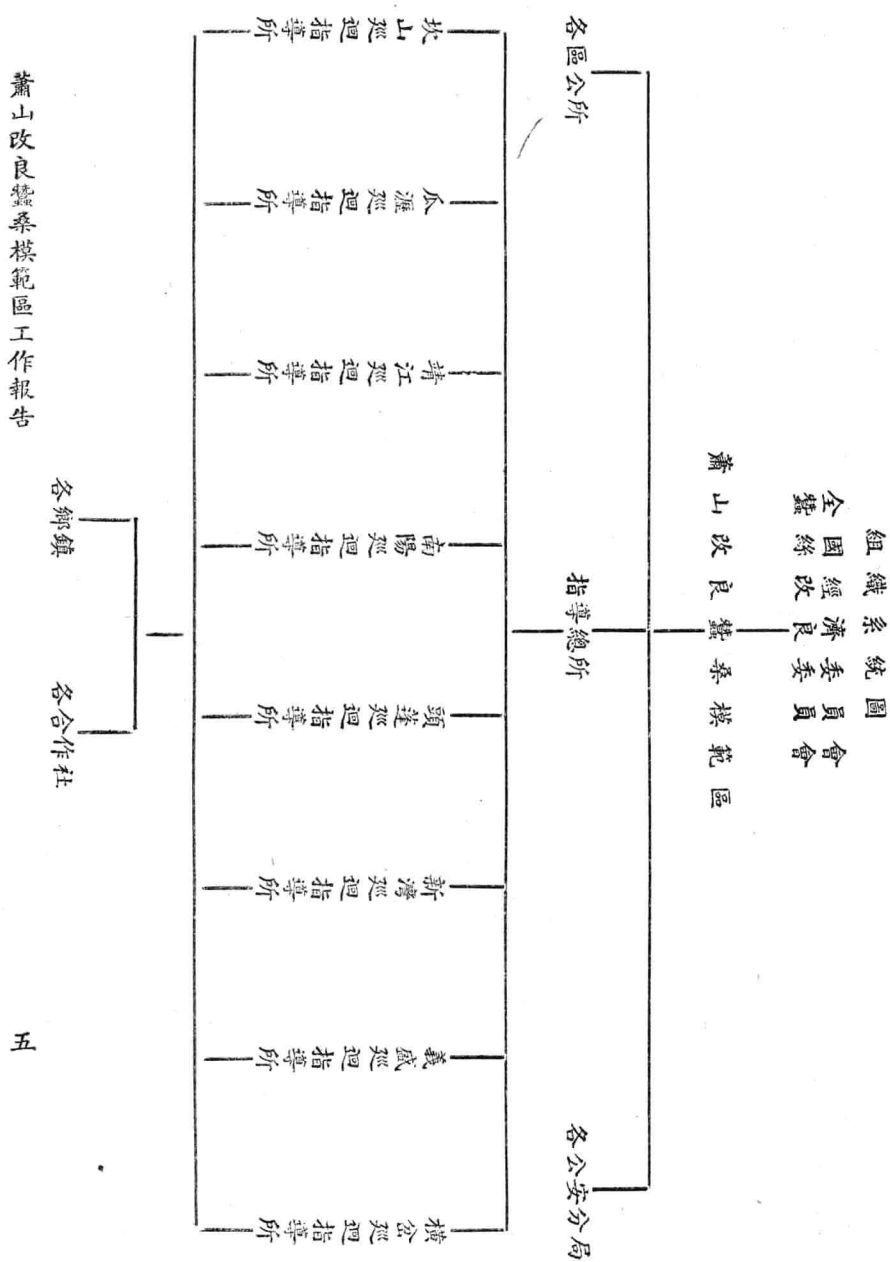 組織系統圖
全國經濟委員會
蠶絲改良委員會
蕭山改良蠶桑模範區
各區公所
指導總所
各公安分局
坎山巡迴指導所
瓜瀝巡迴指導所
靖江巡迴指導所
南陽巡迴指導所
頭蓬巡迴指導所
新灣巡迴指導所
義盛巡迴指導所
橫岔巡迴指導所
各鄉鎮
各合作社
蕭山改良蠶桑模範區工作報告
五